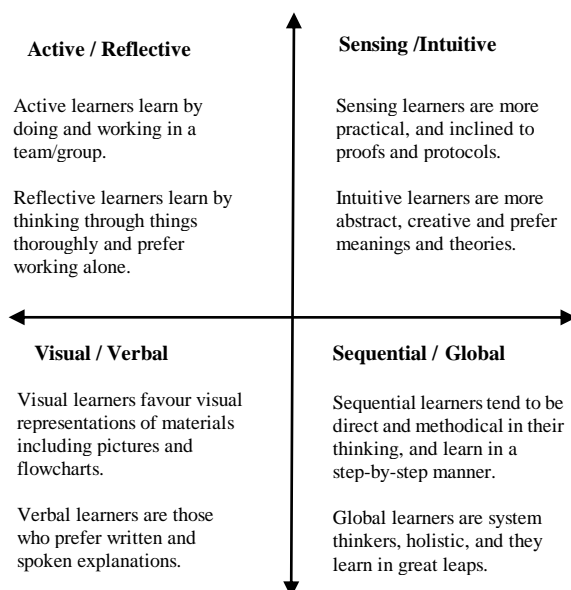 Active / Reflective
Active learners learn by
doing and working in a
team/group.
Reflective learners learn by
thinking through things
thoroughly and prefer
working alone.
Sensing /Intuitive
Sensing learners are more
practical, and inclined to
proofs and protocols.
Intuitive learners are more
abstract, creative and prefer
meanings and theories.
Visual / Verbal
Visual learners favour visual
representations of materials
including pictures and
flowcharts.
Verbal learners are those
who prefer written and
spoken explanations.
Sequential / Global
Sequential learners tend to be
direct and methodical in their
thinking, and learn in a
step-by-step manner.
Global learners are system
thinkers, holistic, and they
learn in great leaps.